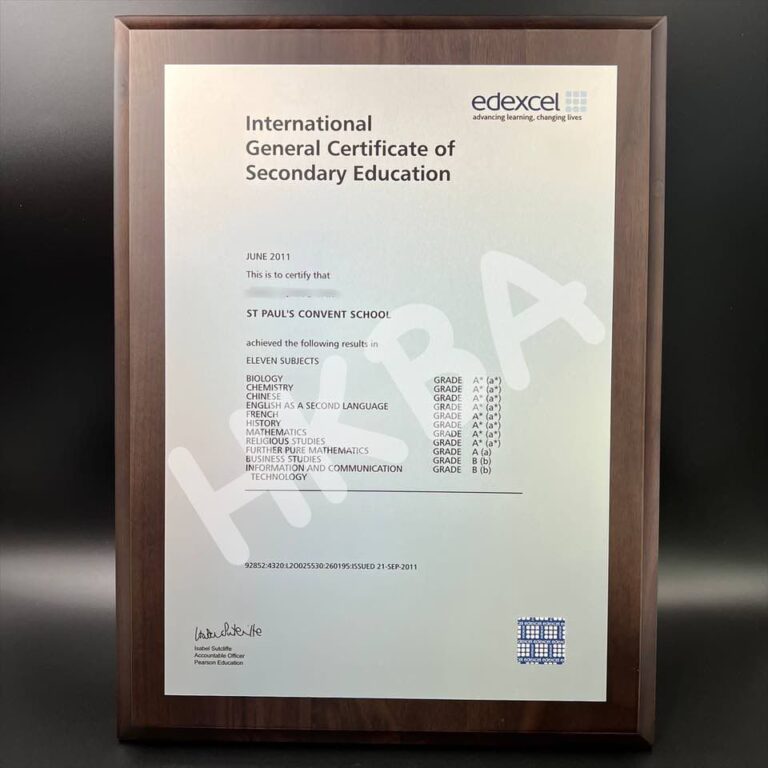 edexcel
advancing learning, changing lives
International
General Certificate of
Secondary Education
JUNE 2011
This is to certify that
ST PAUL'S CONVENT SCHOOL
achieved the following results in
ELEVEN SUBJECTS
BIOLOGY GRADE A* (a*)
CHEMISTRY GRADE A* (a*)
CHINESE GRADE A* (a*)
ENGLISH AS A SECOND LANGUAGE GRADE A* (a*)
FRENCH GRADE A* (a*)
HISTORY GRADE A* (a*)
MATHEMATICS GRADE A* (a*)
RELIGIOUS STUDIES GRADE A* (a*)
FURTHER PURE MATHEMATICS GRADE A (a)
BUSINESS STUDIES GRADE B (b)
INFORMATION AND COMMUNICATION GRADE B (b)
TECHNOLOGY
HKBA
92852:4320:L2O025530:260195:ISSUED 21-SEP-2011
Isabel Sutcliffe
Accountable Officer
Pearson Education